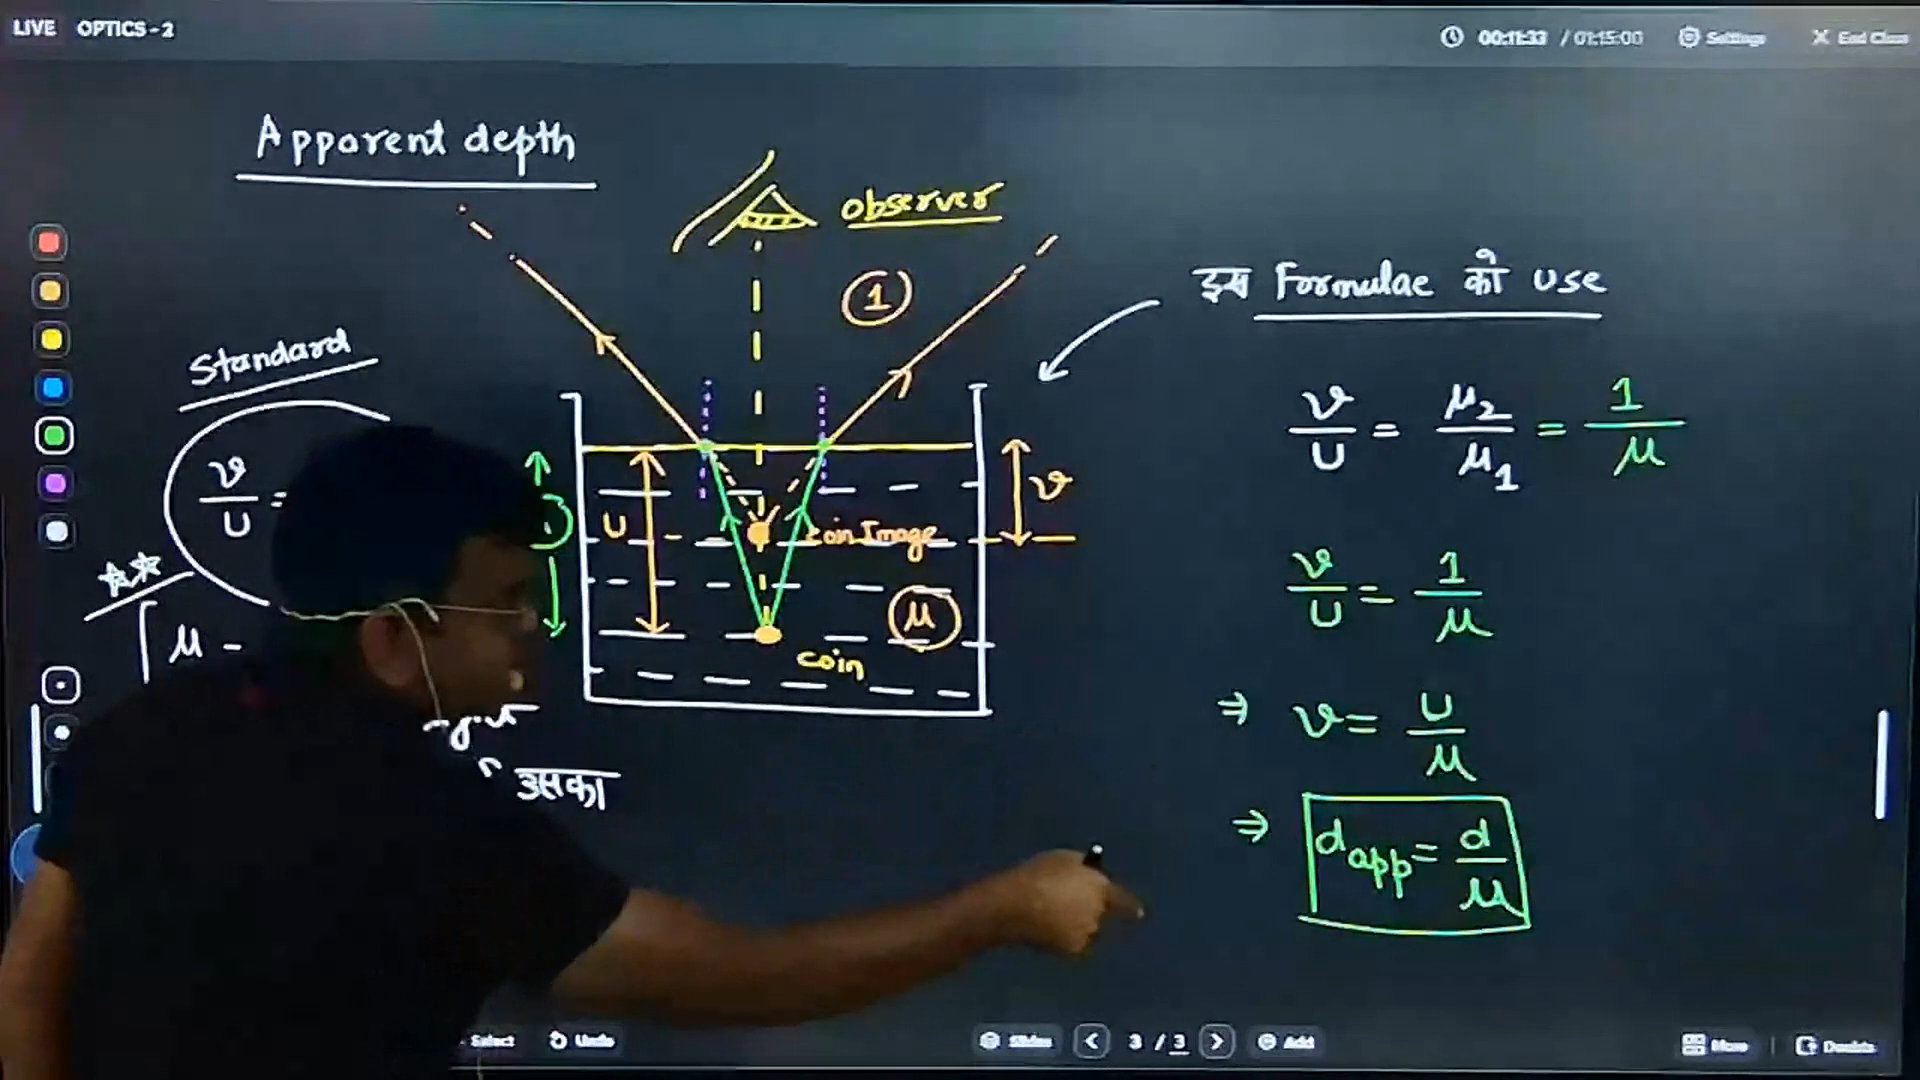 LIVE OPTICS-2
00:11:33 / 01:15:00 Settings End Class
Apparent depth
observer
1
इस Formulae को use
Standard
v/u =
v/u = μ2/μ1 = 1/μ
u
v
coin Image
μ
coin
v/u = 1/μ
μ -
⇒ v = u/μ
उसका
⇒ dapp = d/μ
Select Undo Slides 3 / 3 Add More Doubts